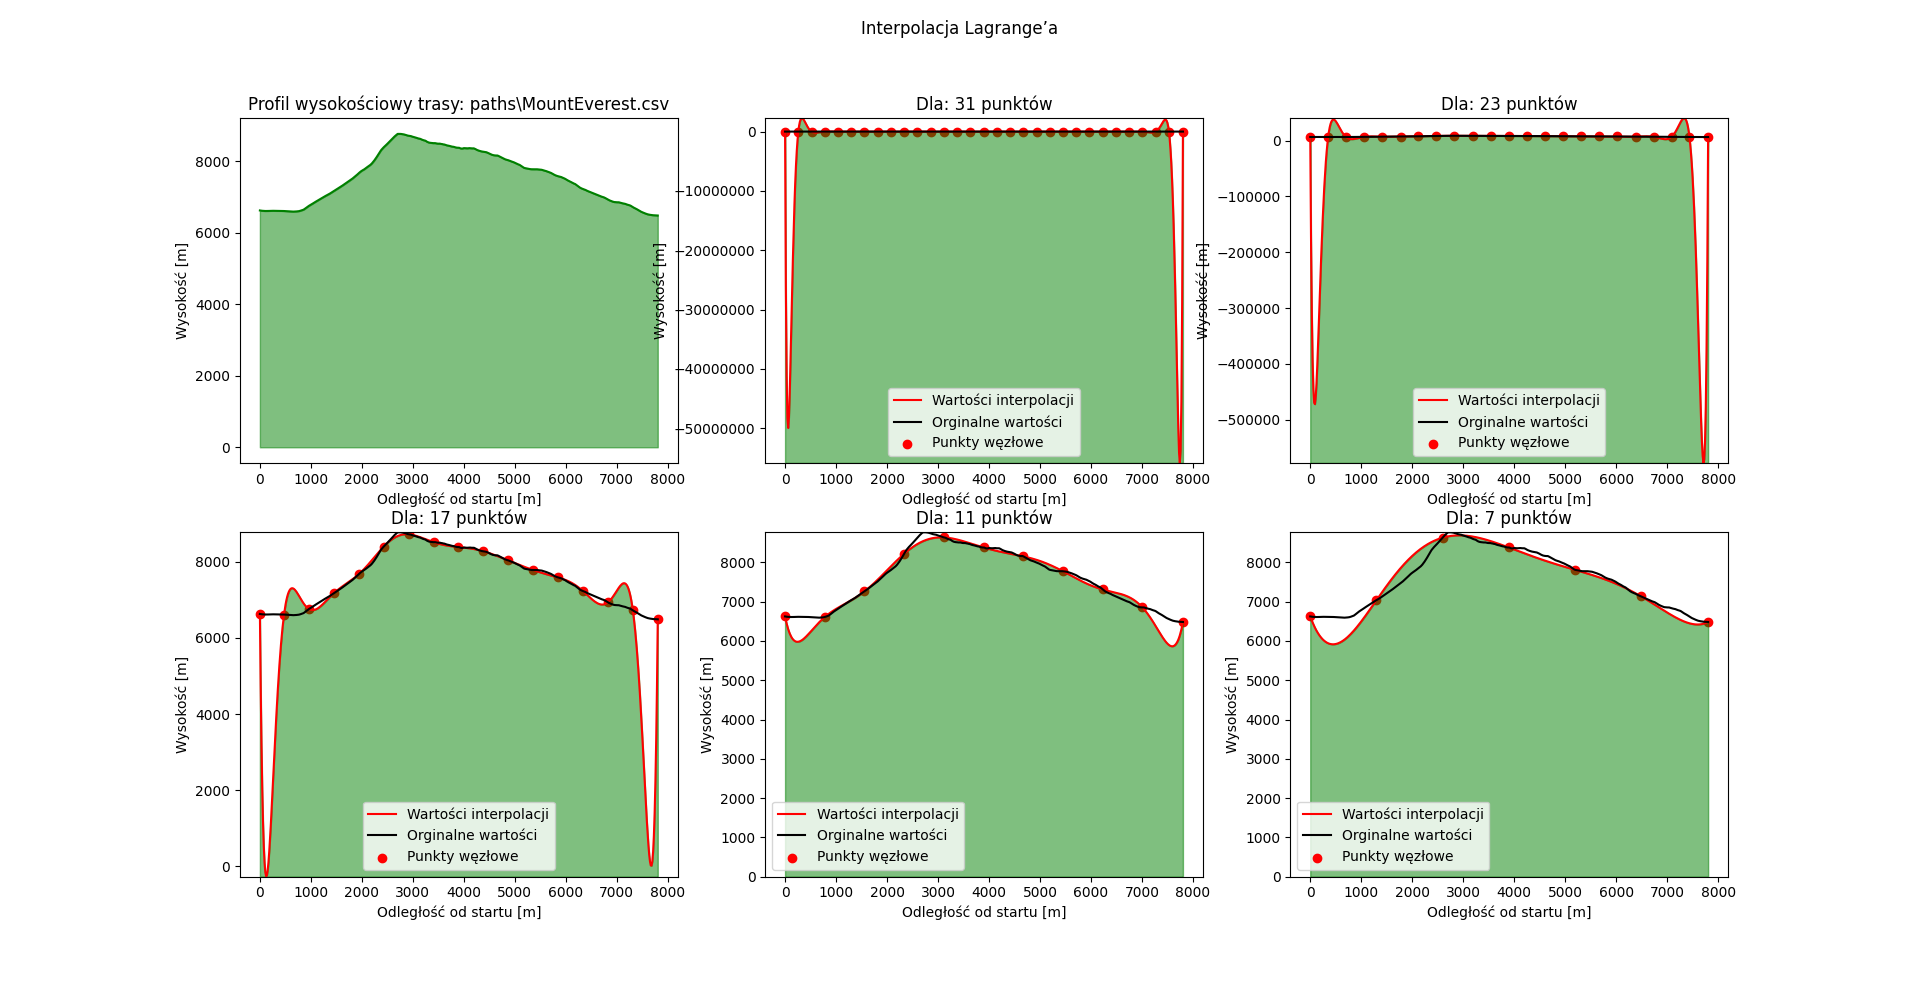 Interpolacja Lagrange’a
Profil wysokościowy trasy: paths\MountEverest.csv
8000
6000
4000
2000
0
Wysokość [m]
0 1000 2000 3000 4000 5000 6000 7000 8000
Odległość od startu [m]
Dla: 31 punktów
0
−10000000
−20000000
−30000000
−40000000
−50000000
Wysokość [m]
Wartości interpolacji
Orginalne wartości
Punkty węzłowe
0 1000 2000 3000 4000 5000 6000 7000 8000
Odległość od startu [m]
Dla: 23 punktów
0
−100000
−200000
−300000
−400000
−500000
Wysokość [m]
Wartości interpolacji
Orginalne wartości
Punkty węzłowe
0 1000 2000 3000 4000 5000 6000 7000 8000
Odległość od startu [m]
Dla: 17 punktów
8000
6000
4000
2000
0
Wysokość [m]
Wartości interpolacji
Orginalne wartości
Punkty węzłowe
0 1000 2000 3000 4000 5000 6000 7000 8000
Odległość od startu [m]
Dla: 11 punktów
8000
7000
6000
5000
4000
3000
2000
1000
0
Wysokość [m]
Wartości interpolacji
Orginalne wartości
Punkty węzłowe
0 1000 2000 3000 4000 5000 6000 7000 8000
Odległość od startu [m]
Dla: 7 punktów
8000
7000
6000
5000
4000
3000
2000
1000
0
Wysokość [m]
Wartości interpolacji
Orginalne wartości
Punkty węzłowe
0 1000 2000 3000 4000 5000 6000 7000 8000
Odległość od startu [m]